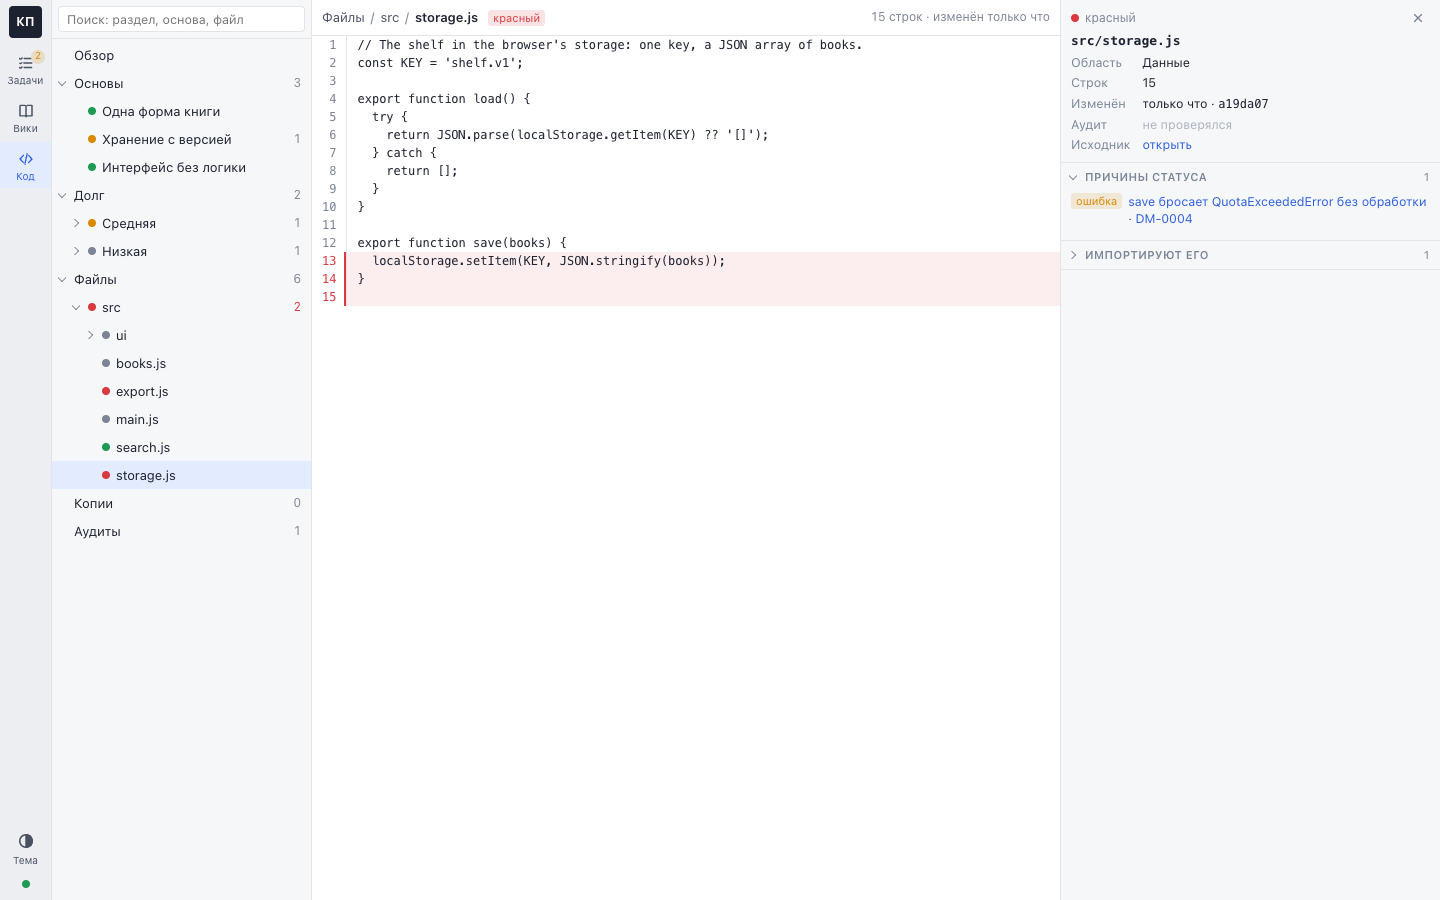 КП
2
Задачи
Вики
Код
Тема
Поиск: раздел, основа, файл
Обзор
Основы 3
Одна форма книги
Хранение с версией 1
Интерфейс без логики
Долг 2
Средняя 1
Низкая 1
Файлы 6
src 2
ui
books.js
export.js
main.js
search.js
storage.js
Копии 0
Аудиты 1
Файлы / src / storage.js красный 15 строк · изменён только что
1 // The shelf in the browser's storage: one key, a JSON array of books.
2 const KEY = 'shelf.v1';
3
4 export function load() {
5 try {
6 return JSON.parse(localStorage.getItem(KEY) ?? '[]');
7 } catch {
8 return [];
9 }
10 }
11
12 export function save(books) {
13 localStorage.setItem(KEY, JSON.stringify(books));
14 }
15
красный ✕
src/storage.js
Область Данные
Строк 15
Изменён только что · a19da07
Аудит не проверялся
Исходник открыть
ПРИЧИНЫ СТАТУСА 1
ошибка save бросает QuotaExceededError без обработки
· DM-0004
ИМПОРТИРУЮТ ЕГО 1